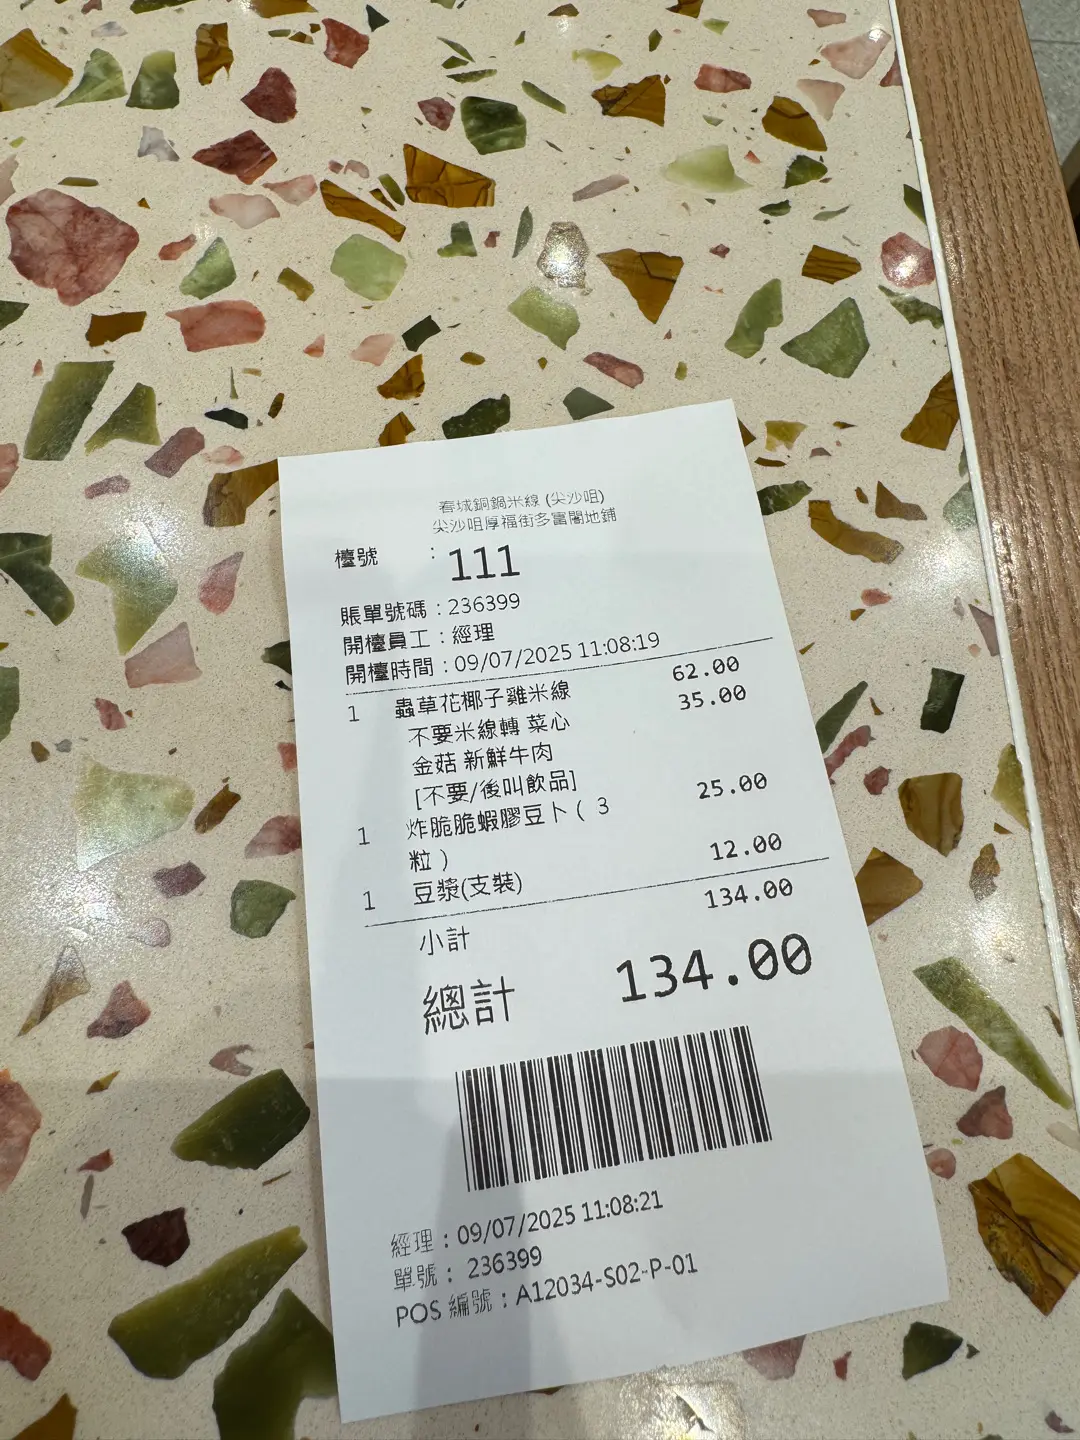 春城銅鍋米線 (尖沙咀)
尖沙咀厚福街多富閣地鋪
檯號 : 111
賬單號碼 : 236399
開檯員工 : 經理
開檯時間 : 09/07/2025 11:08:19
1 蟲草花椰子雞米線 62.00
不要米線轉 菜心 35.00
金菇 新鮮牛肉
[不要/後叫飲品]
1 炸脆脆蝦膠豆卜 ( 3 25.00
粒 )
1 豆漿(支裝) 12.00
小計 134.00
總計 134.00
經理 : 09/07/2025 11:08:21
單號 : 236399
POS 編號 : A12034-S02-P-01